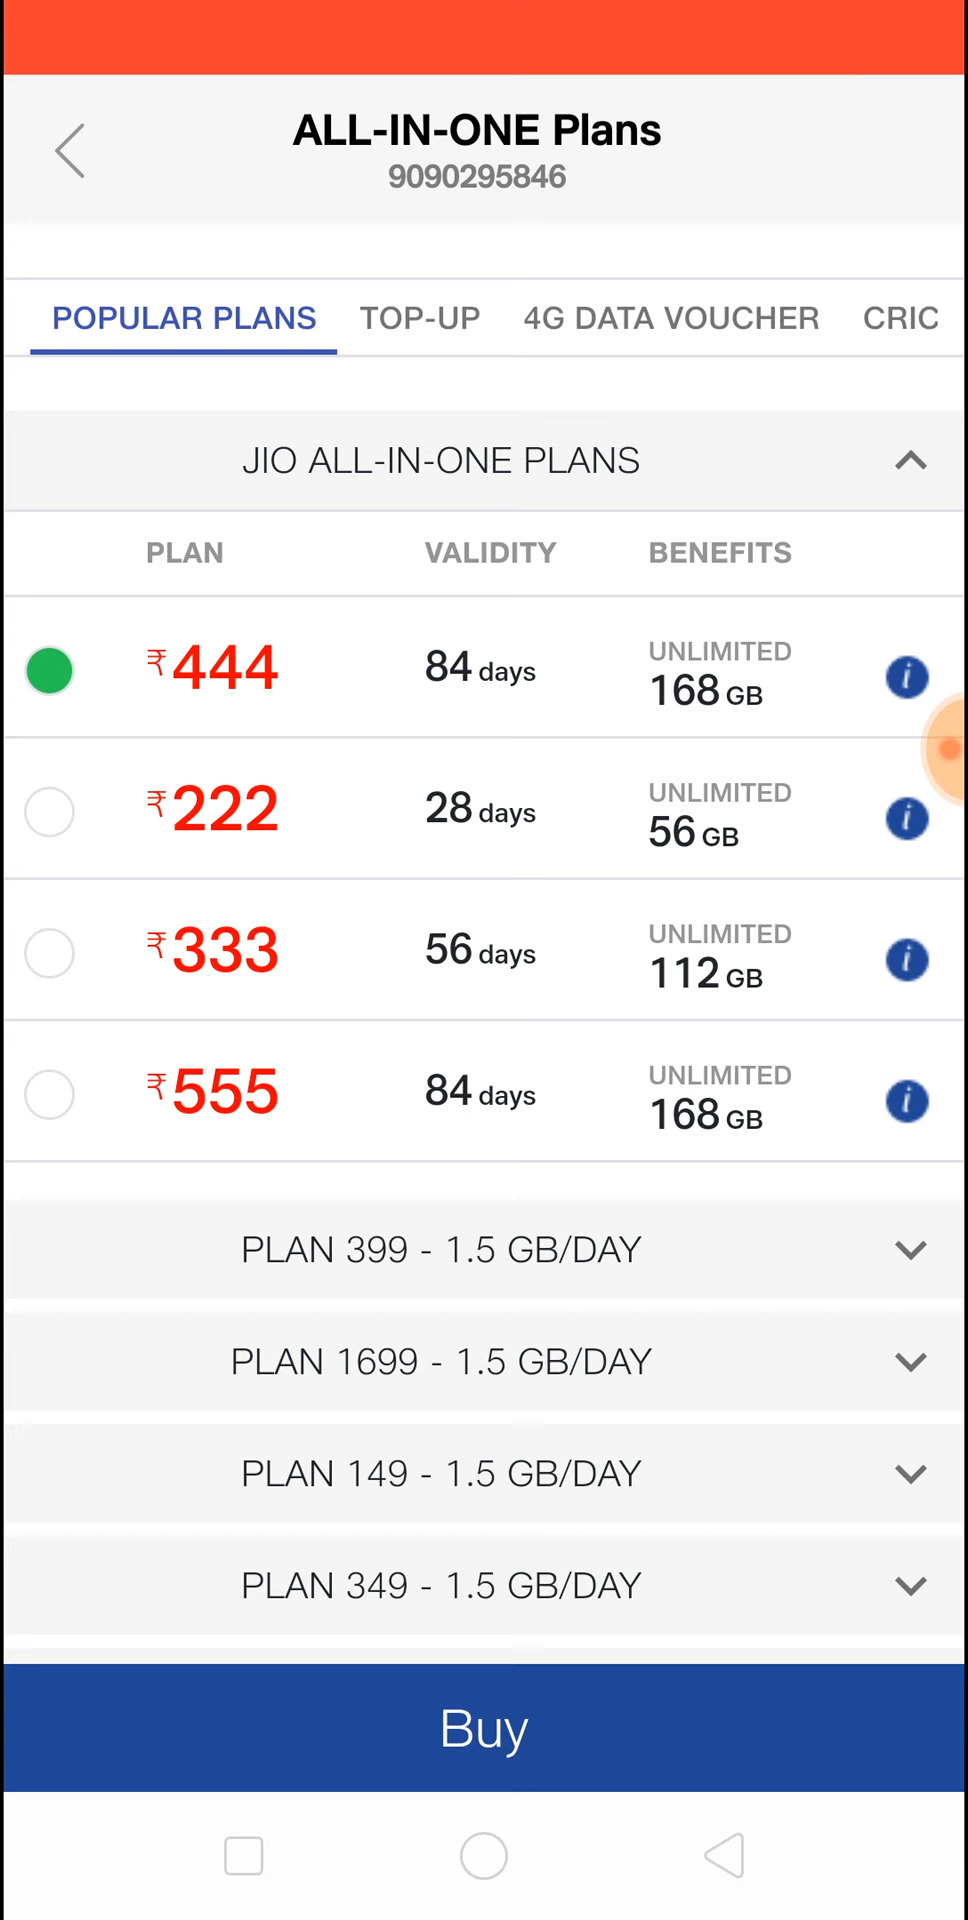 ALL-IN-ONE Plans
9090295846
POPULAR PLANS TOP-UP 4G DATA VOUCHER CRIC
JIO ALL-IN-ONE PLANS
PLAN VALIDITY BENEFITS
₹444 84 days UNLIMITED
168 GB
₹222 28 days UNLIMITED
56 GB
₹333 56 days UNLIMITED
112 GB
₹555 84 days UNLIMITED
168 GB
PLAN 399 - 1.5 GB/DAY
PLAN 1699 - 1.5 GB/DAY
PLAN 149 - 1.5 GB/DAY
PLAN 349 - 1.5 GB/DAY
Buy